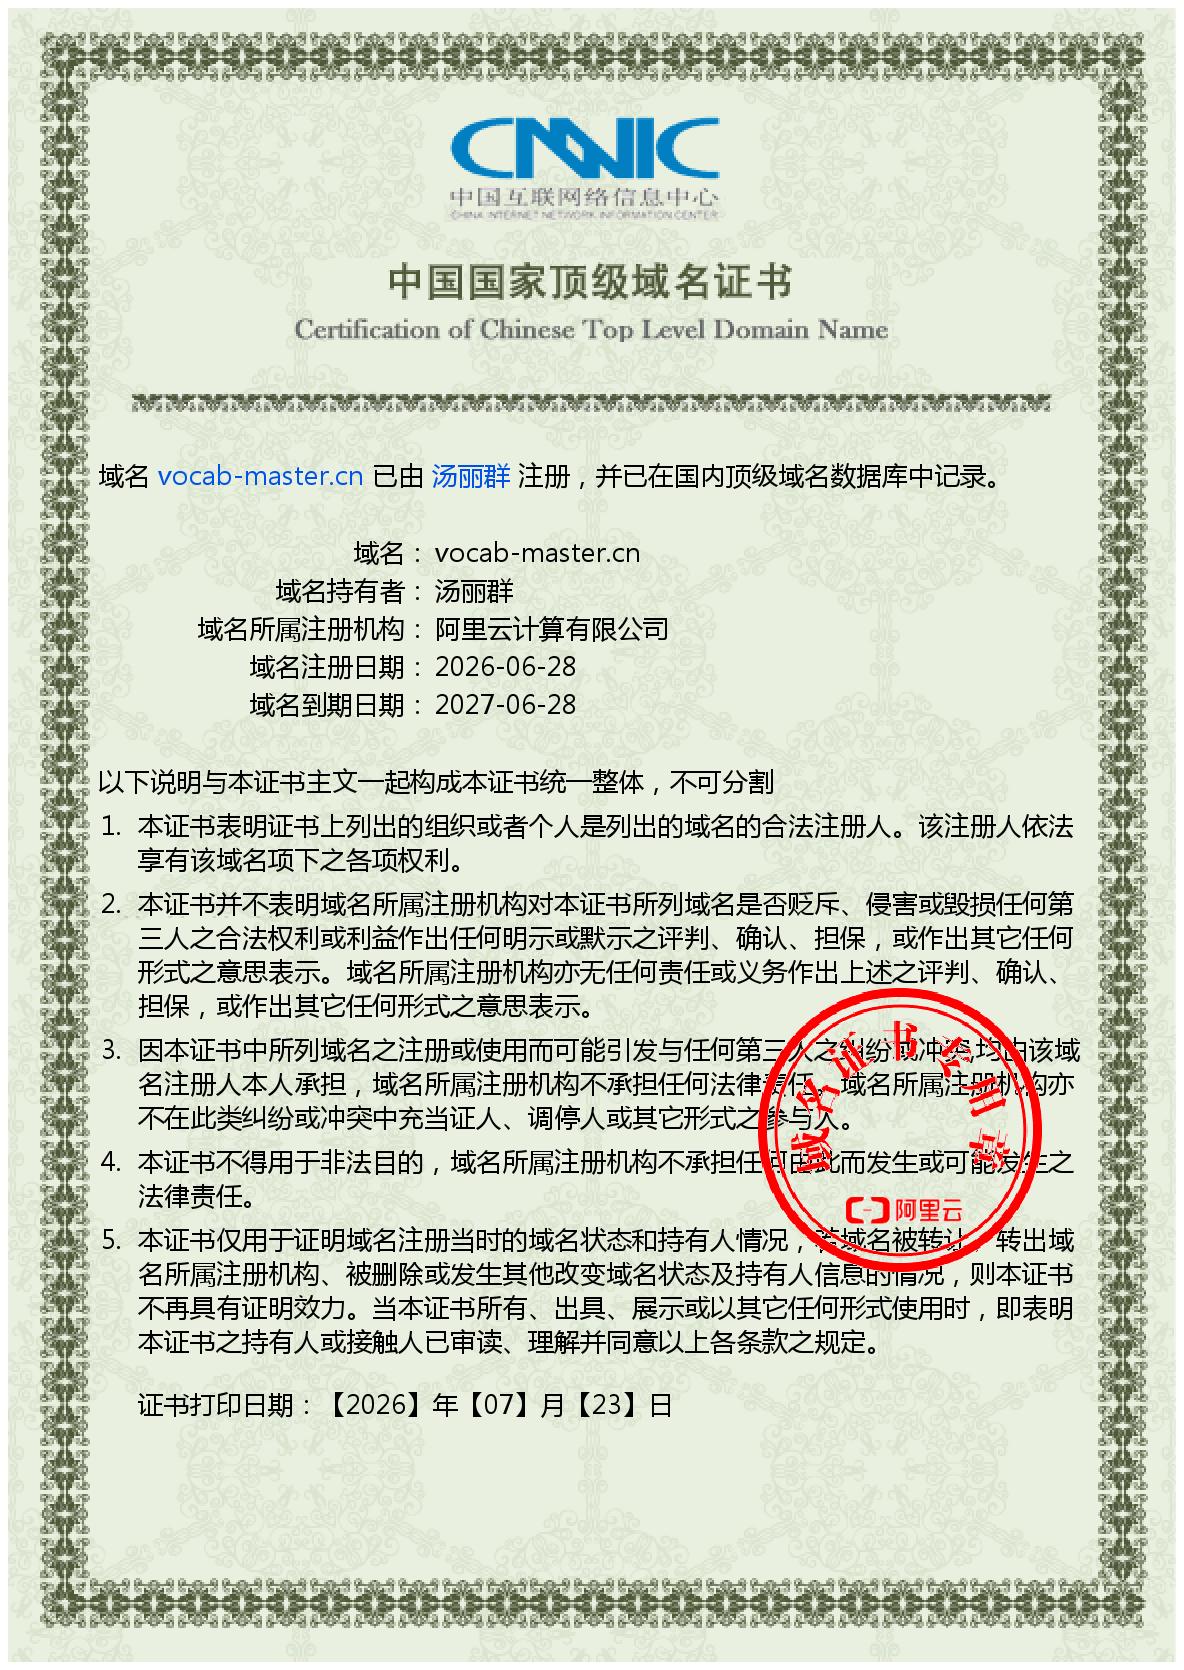 CNNIC
中国互联网络信息中心
CHINA INTERNET NETWORK INFORMATION CENTER
中国国家顶级域名证书
Certification of Chinese Top Level Domain Name
域名 vocab-master.cn 已由 汤丽群 注册，并已在国内顶级域名数据库中记录。
域名： vocab-master.cn
域名持有者： 汤丽群
域名所属注册机构： 阿里云计算有限公司
域名注册日期： 2026-06-28
域名到期日期： 2027-06-28
以下说明与本证书主文一起构成本证书统一整体，不可分割
1. 本证书表明证书上列出的组织或者个人是列出的域名的合法注册人。该注册人依法
享有该域名项下之各项权利。
2. 本证书并不表明域名所属注册机构对本证书所列域名是否贬斥、侵害或毁损任何第
三人之合法权利或利益作出任何明示或默示之评判、确认、担保，或作出其它任何
形式之意思表示。域名所属注册机构亦无任何责任或义务作出上述之评判、确认、
担保，或作出其它任何形式之意思表示。
3. 因本证书中所列域名之注册或使用而可能引发与任何第三人之纠纷或冲突，均由该域
名注册人本人承担，域名所属注册机构不承担任何法律责任。域名所属注册机构亦
不在此类纠纷或冲突中充当证人、调停人或其它形式之参与人。
4. 本证书不得用于非法目的，域名所属注册机构不承担任何由此而发生或可能发生之
法律责任。
5. 本证书仅用于证明域名注册当时的域名状态和持有人情况，若域名被转让、转出域
名所属注册机构、被删除或发生其他改变域名状态及持有人信息的情况，则本证书
不再具有证明效力。当本证书所有、出具、展示或以其它任何形式使用时，即表明
本证书之持有人或接触人已审读、理解并同意以上各条款之规定。
域名证书专用章
阿里云
证书打印日期：【2026】年【07】月【23】日